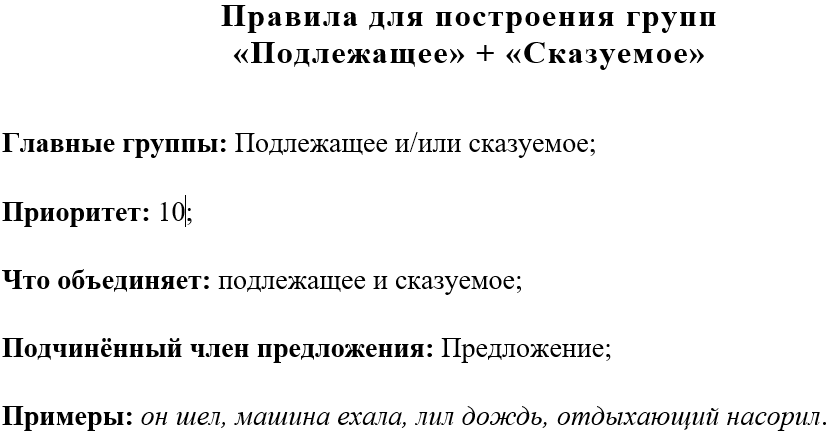 Правила для построения групп
«Подлежащее» + «Сказуемое»
Главные группы: Подлежащее и/или сказуемое;
Приоритет: 10;
Что объединяет: подлежащее и сказуемое;
Подчинённый член предложения: Предложение;
Примеры: он шел, машина ехала, лил дождь, отдыхающий насорил.